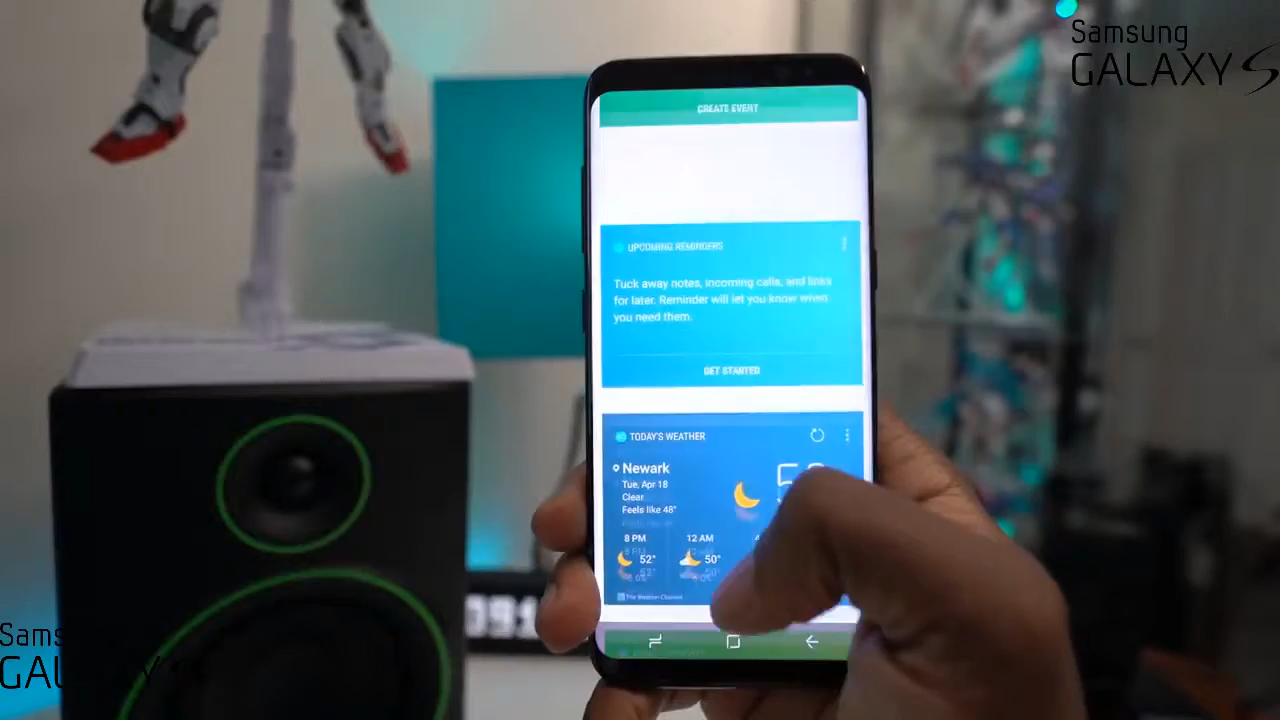 Samsung
GALAXY S
CREATE EVENT
UPCOMING REMINDERS
Tuck away notes, incoming calls, and links
for later. Reminder will let you know when
you need them.
GET STARTED
TODAY'S WEATHER
Newark
Tue, Apr 18
Clear
Feels like 48°
8 PM
12 AM
52°
50°
The Weather Channel
Sams
GALAXY